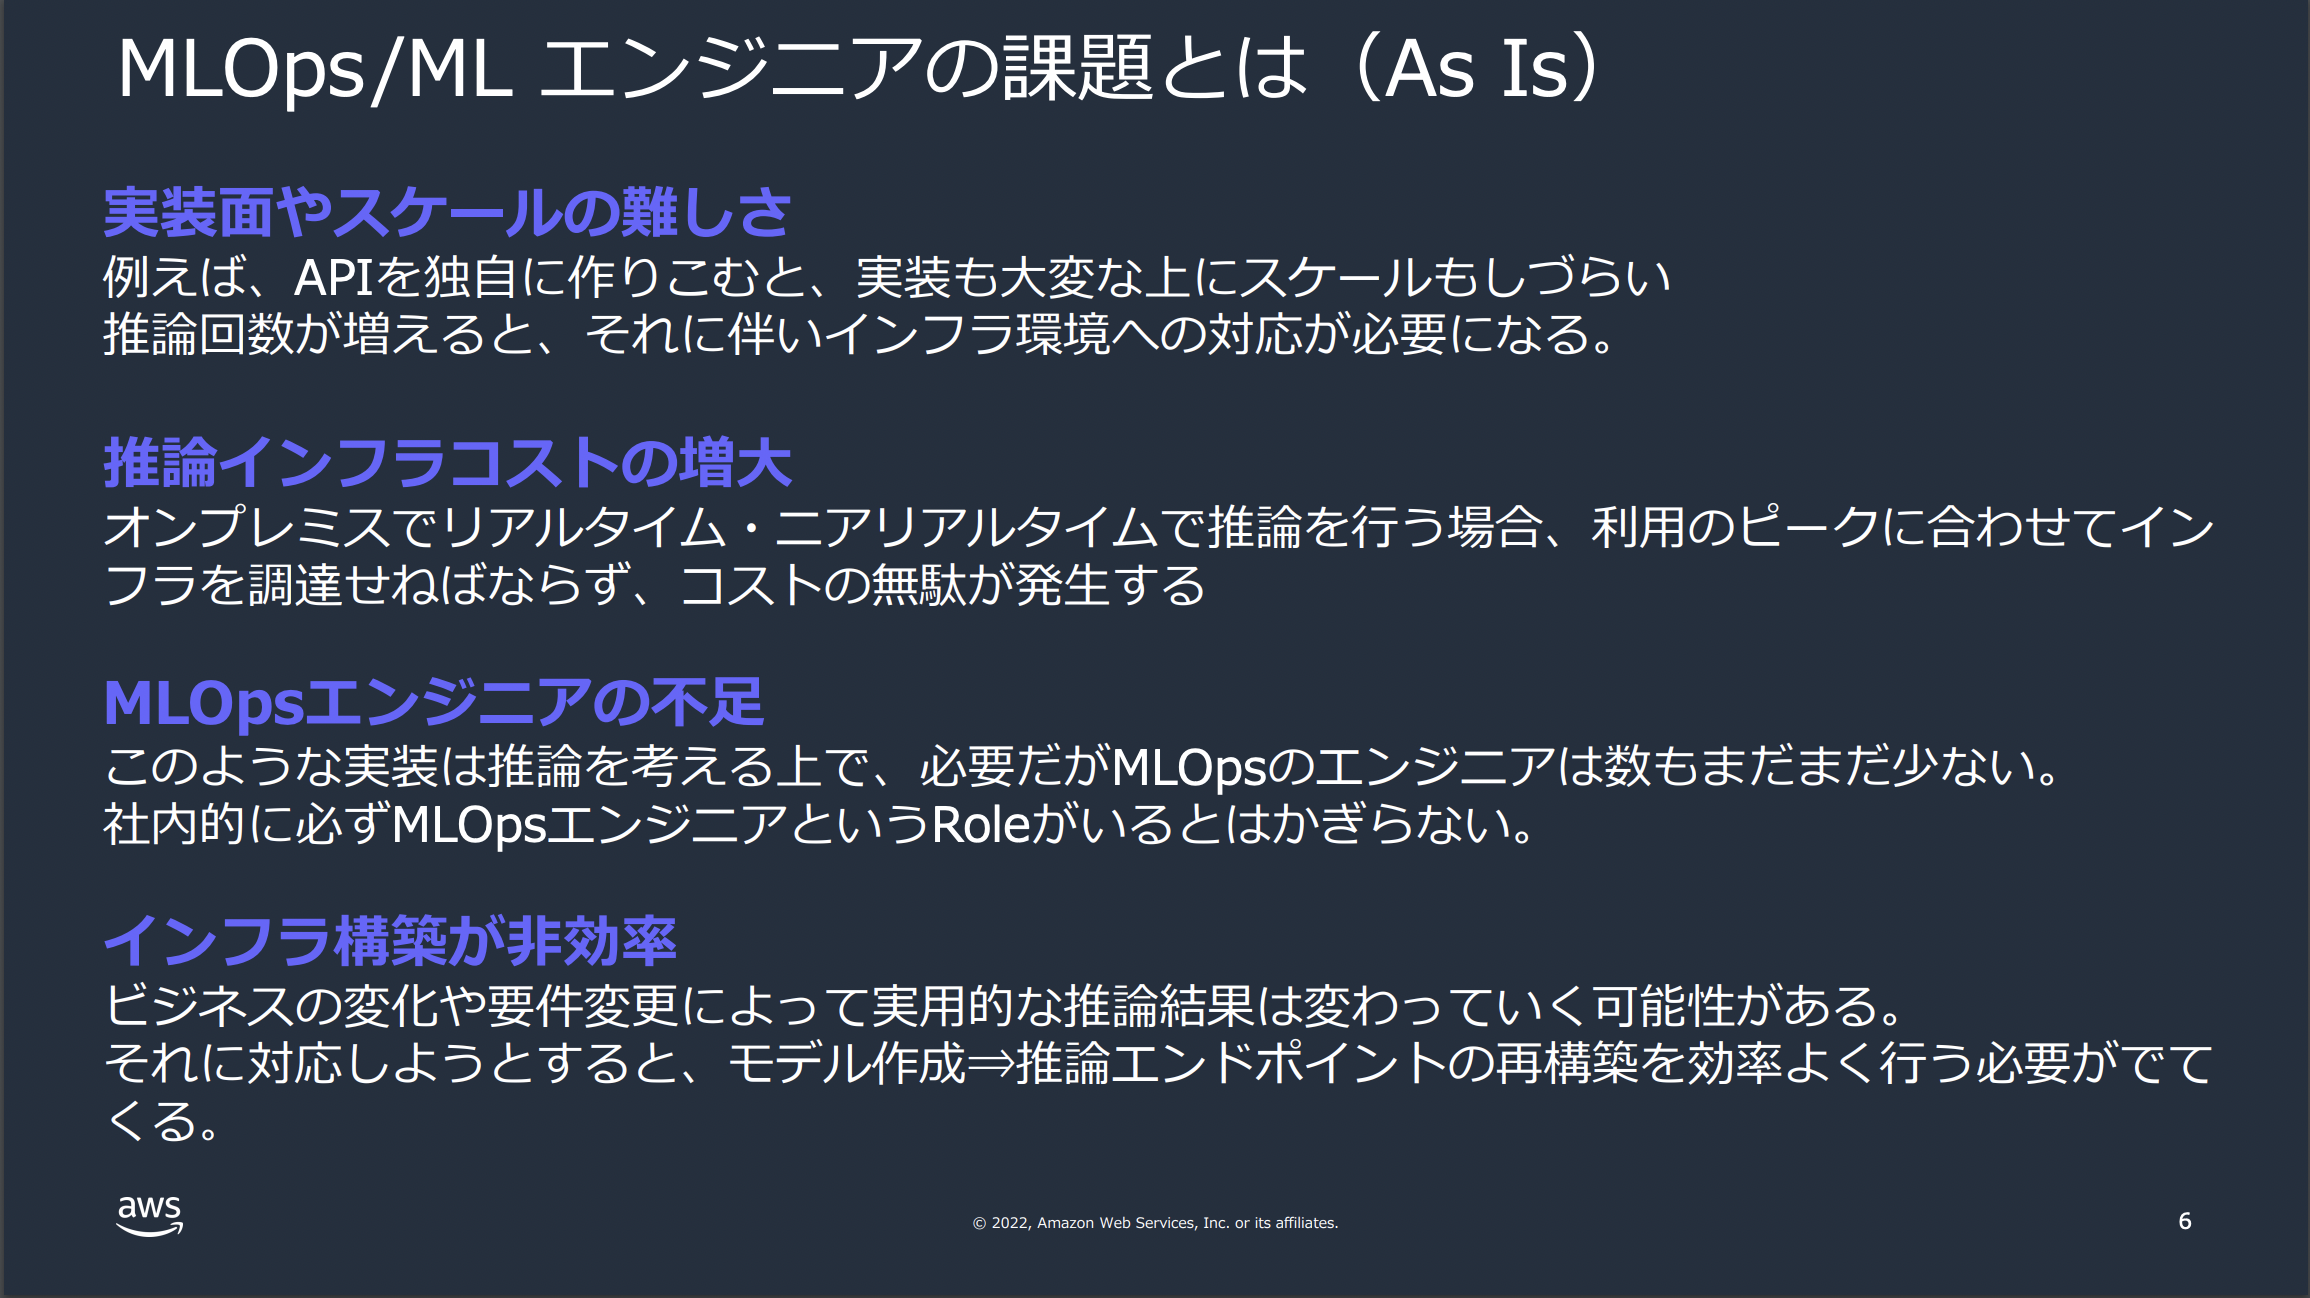 MLOps/ML エンジニアの課題とは（As Is）
実装面やスケールの難しさ
例えば、APIを独自に作りこむと、実装も大変な上にスケールもしづらい
推論回数が増えると、それに伴いインフラ環境への対応が必要になる。
推論インフラコストの増大
オンプレミスでリアルタイム・ニアリアルタイムで推論を行う場合、利用のピークに合わせてイン
フラを調達せねばならず、コストの無駄が発生する
MLOpsエンジニアの不足
このような実装は推論を考える上で、必要だがMLOpsのエンジニアは数もまだまだ少ない。
社内的に必ずMLOpsエンジニアというRoleがいるとはかぎらない。
インフラ構築が非効率
ビジネスの変化や要件変更によって実用的な推論結果は変わっていく可能性がある。
それに対応しようとすると、モデル作成⇒推論エンドポイントの再構築を効率よく行う必要がでて
くる。
aws
© 2022, Amazon Web Services, Inc. or its affiliates.
6